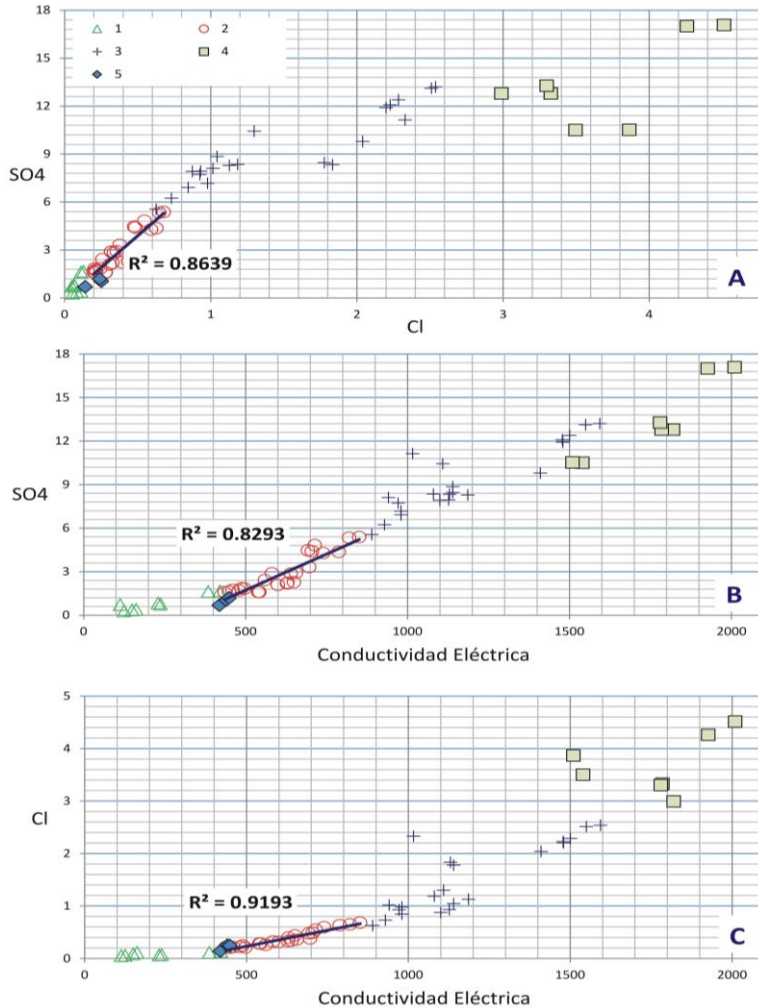 18
15
12
9
6
3
0
SO4
1 2
3 4
5
R² = 0.8639
A
0 1 2 3 4
Cl
18
15
12
9
6
3
0
SO4
R² = 0.8293
B
0 500 1000 1500 2000
Conductividad Eléctrica
5
4
3
2
1
0
Cl
R² = 0.9193
C
0 500 1000 1500 2000
Conductividad Eléctrica